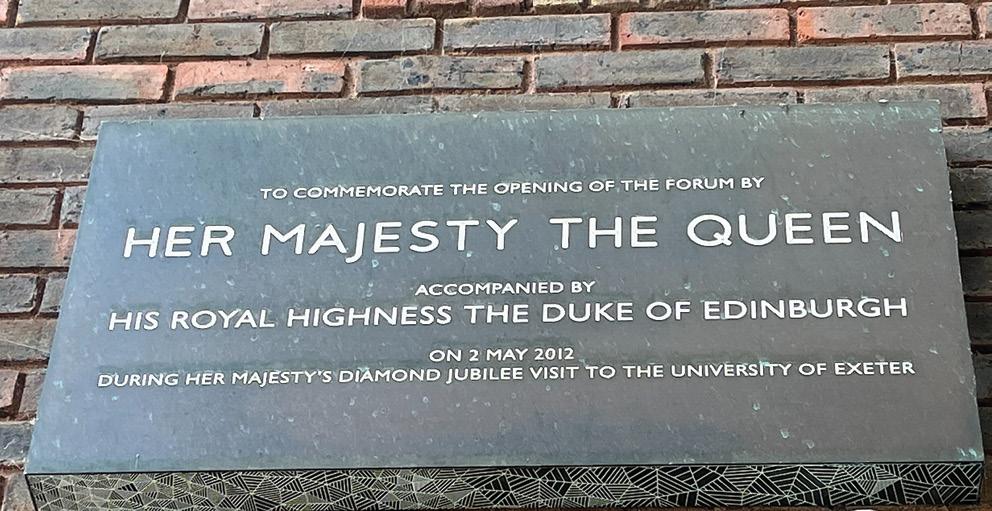 TO COMMEMORATE THE OPENING OF THE FORUM BY
HER MAJESTY THE QUEEN
ACCOMPANIED BY
HIS ROYAL HIGHNESS THE DUKE OF EDINBURGH
ON 2 MAY 2012
DURING HER MAJESTY'S DIAMOND JUBILEE VISIT TO THE UNIVERSITY OF EXETER